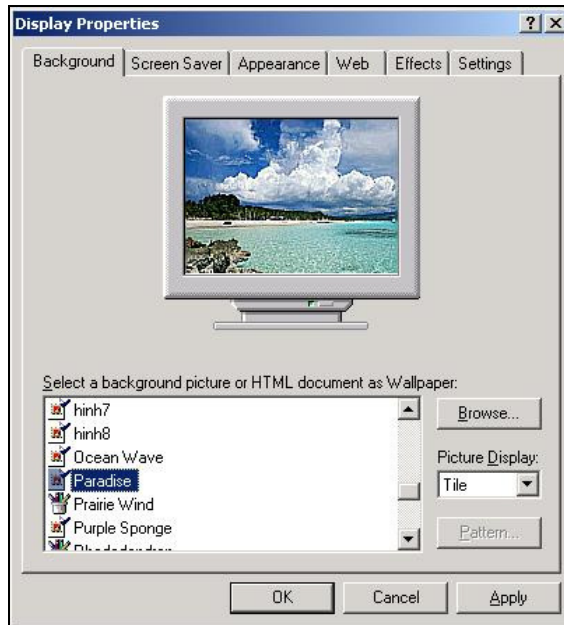 Display Properties
Background Screen Saver Appearance Web Effects Settings
Select a background picture or HTML document as Wallpaper:
hinh7
hinh8
Ocean Wave
Paradise
Prairie Wind
Purple Sponge
Browse...
Picture Display:
Tile
Pattern...
OK Cancel Apply